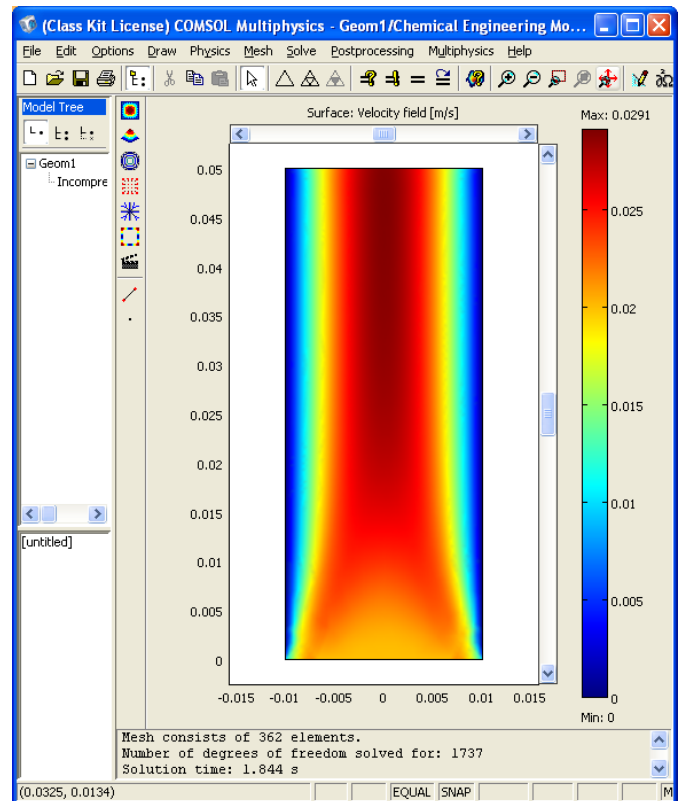 (Class Kit License) COMSOL Multiphysics - Geom1/Chemical Engineering Mo...
File Edit Options Draw Physics Mesh Solve Postprocessing Multiphysics Help
Model Tree
Geom1
Incompre
[untitled]
Surface: Velocity field [m/s]
Max: 0.0291
0.05
0.045
0.04
0.035
0.03
0.025
0.02
0.015
0.01
0.005
0
-0.015 -0.01 -0.005 0 0.005 0.01 0.015
0.025
0.02
0.015
0.01
0.005
0
Min: 0
Mesh consists of 362 elements.
Number of degrees of freedom solved for: 1737
Solution time: 1.844 s
(0.0325, 0.0134) EQUAL SNAP M